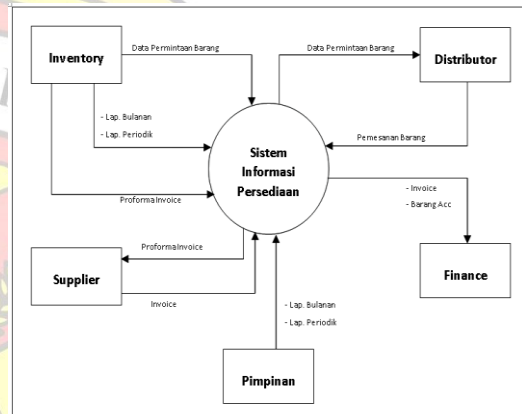 Inventory
Data Permintaan Barang
Data Permintaan Barang
Distributor
- Lap. Bulanan
- Lap. Periodik
Pemesanan Barang
Sistem
Informasi
Persediaan
Proforma Invoice
- Invoice
- Barang Acc
Proforma Invoice
Supplier
Invoice
Finance
- Lap. Bulanan
- Lap. Periodik
Pimpinan